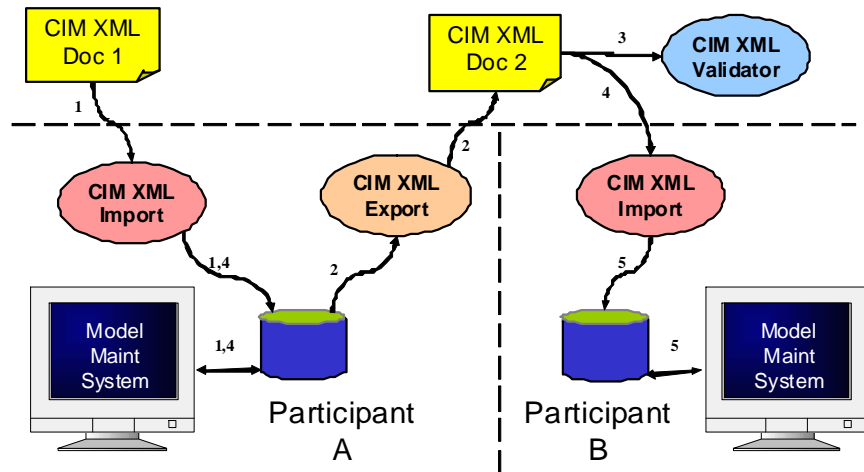 CIM XML
Doc 1
CIM XML
Doc 2
3
CIM XML
Validator
1
4
2
CIM XML
Import
CIM XML
Export
CIM XML
Import
1,4
2
5
Model
Maint
System
1,4
Model
Maint
System
5
Participant
A
Participant
B